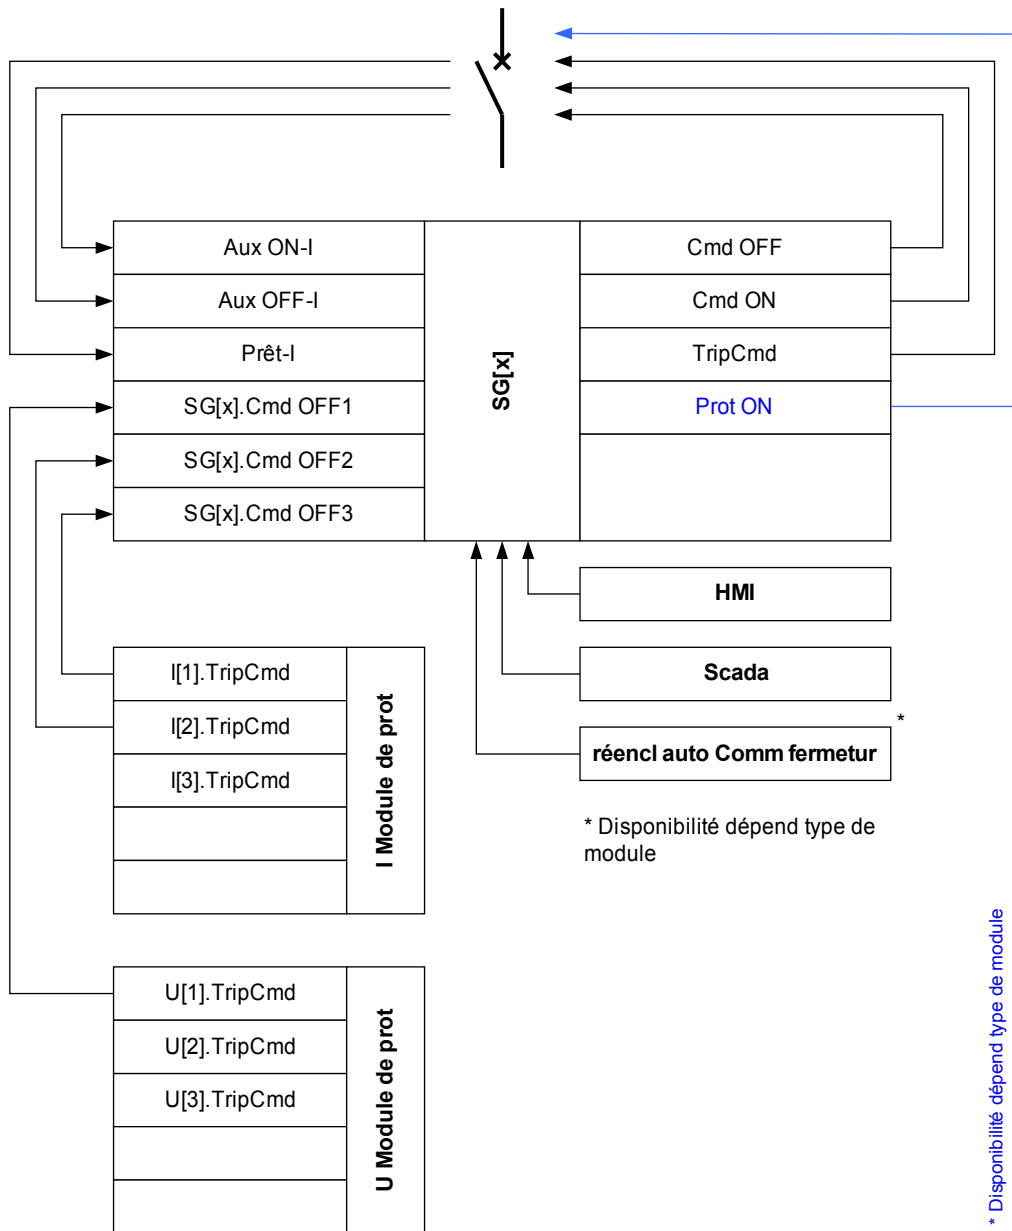 Aux ON-I
Aux OFF-I
Prêt-I
SG[x].Cmd OFF1
SG[x].Cmd OFF2
SG[x].Cmd OFF3
SG[x]
Cmd OFF
Cmd ON
TripCmd
Prot ON
HMI
Scada
réencl auto Comm fermetur
*
* Disponibilité dépend type de
module
I[1].TripCmd
I[2].TripCmd
I[3].TripCmd
I Module de prot
U[1].TripCmd
U[2].TripCmd
U[3].TripCmd
U Module de prot
* Disponibilité dépend type de module